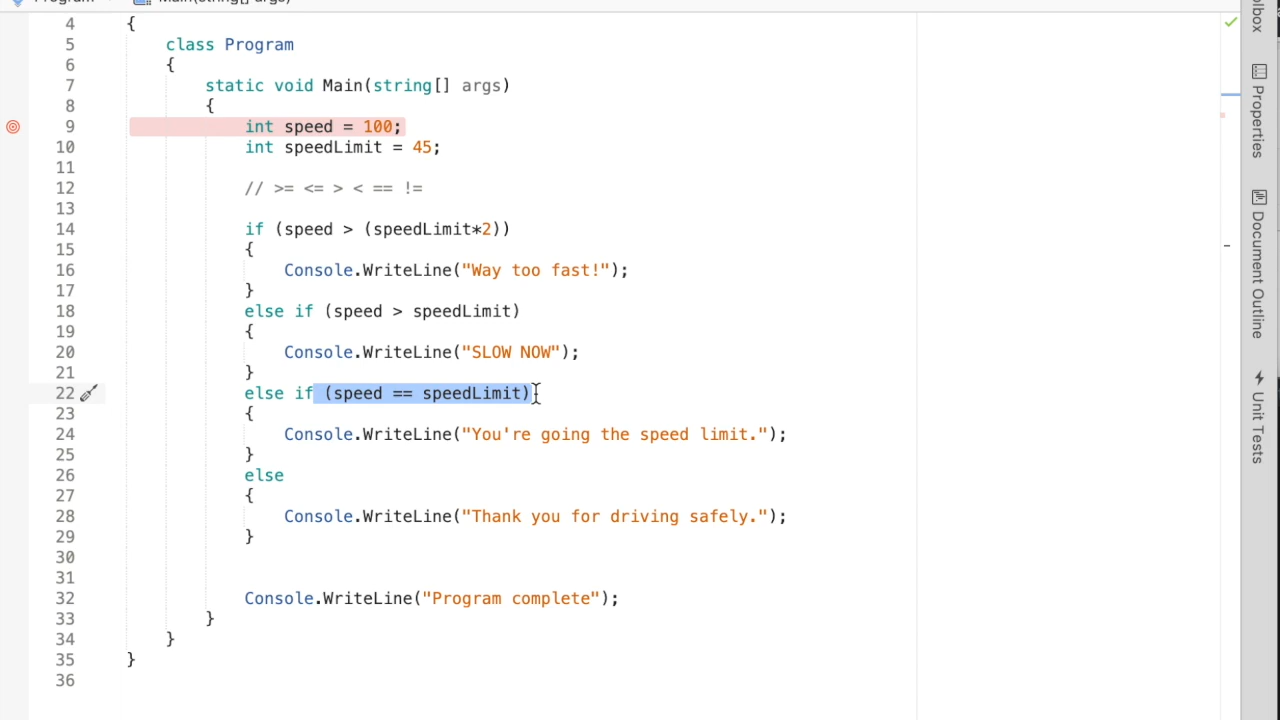 4 {
5 class Program
6 {
7 static void Main(string[] args)
8 {
9 int speed = 100;
10 int speedLimit = 45;
11
12 // >= <= > < == !=
13
14 if (speed > (speedLimit*2))
15 {
16 Console.WriteLine("Way too fast!");
17 }
18 else if (speed > speedLimit)
19 {
20 Console.WriteLine("SLOW NOW");
21 }
22 else if (speed == speedLimit)
23 {
24 Console.WriteLine("You're going the speed limit.");
25 }
26 else
27 {
28 Console.WriteLine("Thank you for driving safely.");
29 }
30
31
32 Console.WriteLine("Program complete");
33 }
34 }
35 }
36
Properties
Document Outline
Unit Tests